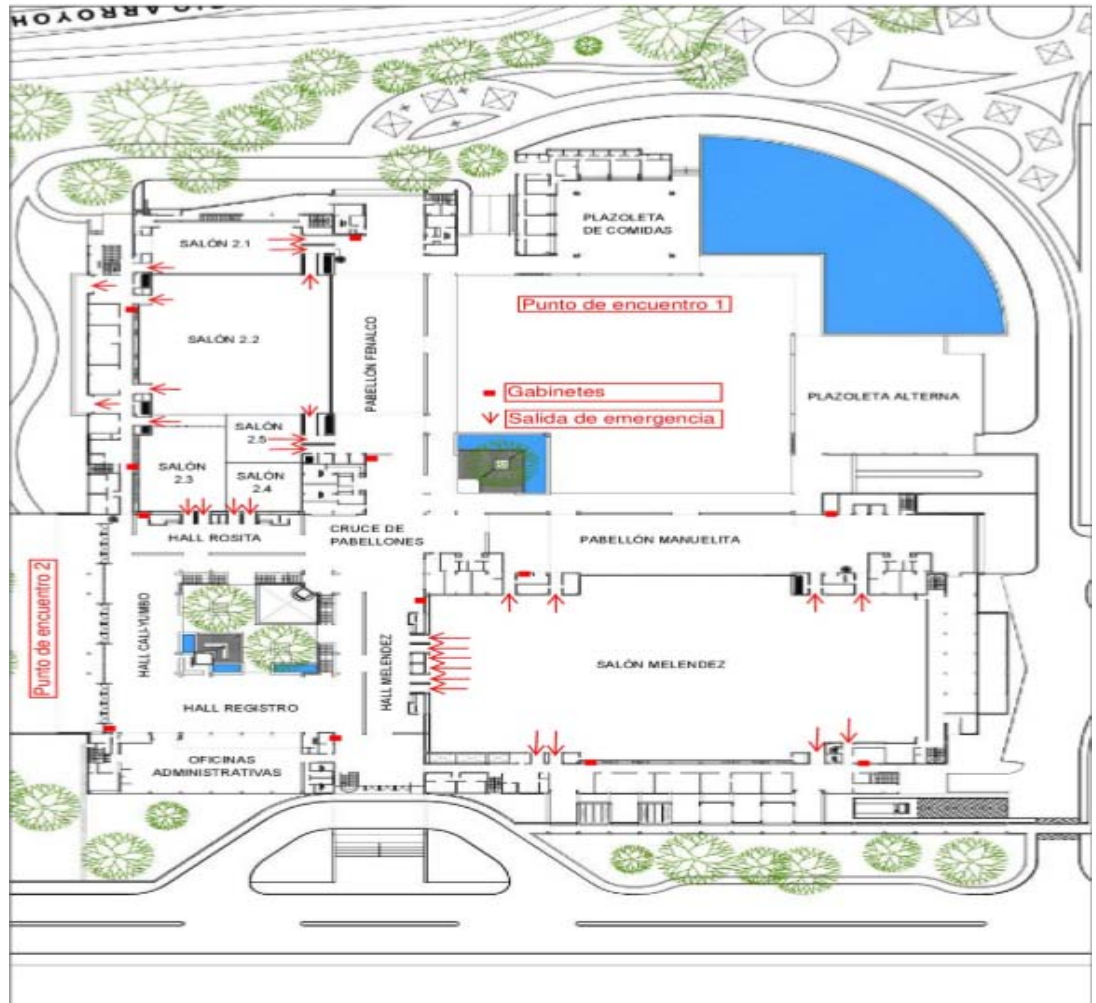 SALÓN 2.1
PLAZOLETA
DE COMIDAS
Punto de encuentro 1
SALÓN 2.2
PABELLÓN FENALCO
Gabinetes
Salida de emergencia
PLAZOLETA ALTERNA
SALÓN
2.5
SALÓN
2.3
SALÓN
2.4
HALL ROSITA
CRUCE DE
PABELLONES
PABELLÓN MANUELITA
Punto de encuentro 2
HALL CALI-YUMBO
HALL MELENDEZ
SALÓN MELENDEZ
HALL REGISTRO
OFICINAS
ADMINISTRATIVAS